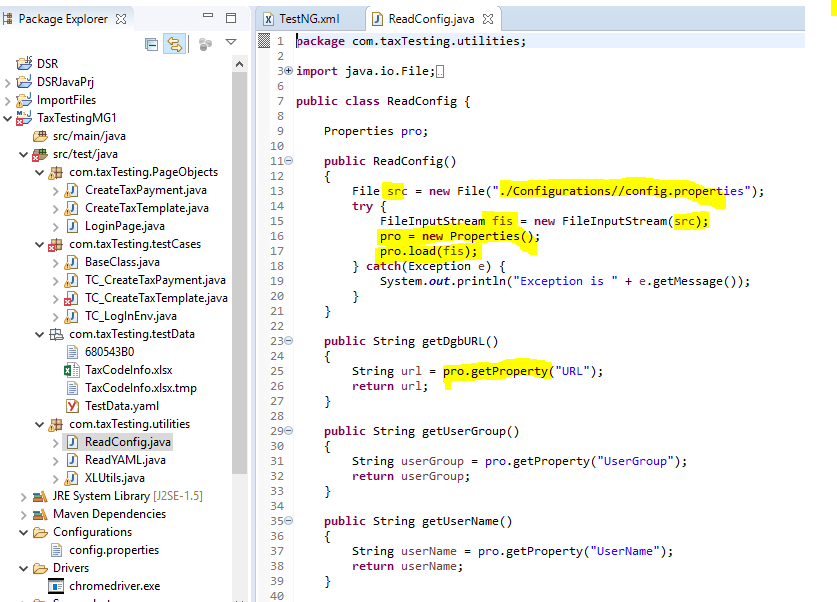 Package Explorer
TestNG.xml
ReadConfig.java
DSR
DSRJavaPrj
ImportFiles
TaxTestingMG1
src/main/java
src/test/java
com.taxTesting.PageObjects
CreateTaxPayment.java
CreateTaxTemplate.java
LoginPage.java
com.taxTesting.testCases
BaseClass.java
TC_CreateTaxPayment.java
TC_CreateTaxTemplate.java
TC_LogInEnv.java
com.taxTesting.testData
680543B0
TaxCodeInfo.xlsx
TaxCodeInfo.xlsx.tmp
TestData.yaml
com.taxTesting.utilities
ReadConfig.java
ReadYAML.java
XLUtils.java
JRE System Library [J2SE-1.5]
Maven Dependencies
Configurations
config.properties
Drivers
chromedriver.exe
1 package com.taxTesting.utilities;
2
3 import java.io.File;
6
7 public class ReadConfig {
8
9 Properties pro;
10
11 public ReadConfig()
12 {
13 File src = new File("./Configurations//config.properties");
14 try {
15 FileInputStream fis = new FileInputStream(src);
16 pro = new Properties();
17 pro.load(fis);
18 } catch(Exception e) {
19 System.out.println("Exception is " + e.getMessage());
20 }
21 }
22
23 public String getDgbURL()
24 {
25 String url = pro.getProperty("URL");
26 return url;
27 }
28
29 public String getUserGroup()
30 {
31 String userGroup = pro.getProperty("UserGroup");
32 return userGroup;
33 }
34
35 public String getUserName()
36 {
37 String userName = pro.getProperty("UserName");
38 return userName;
39 }
40